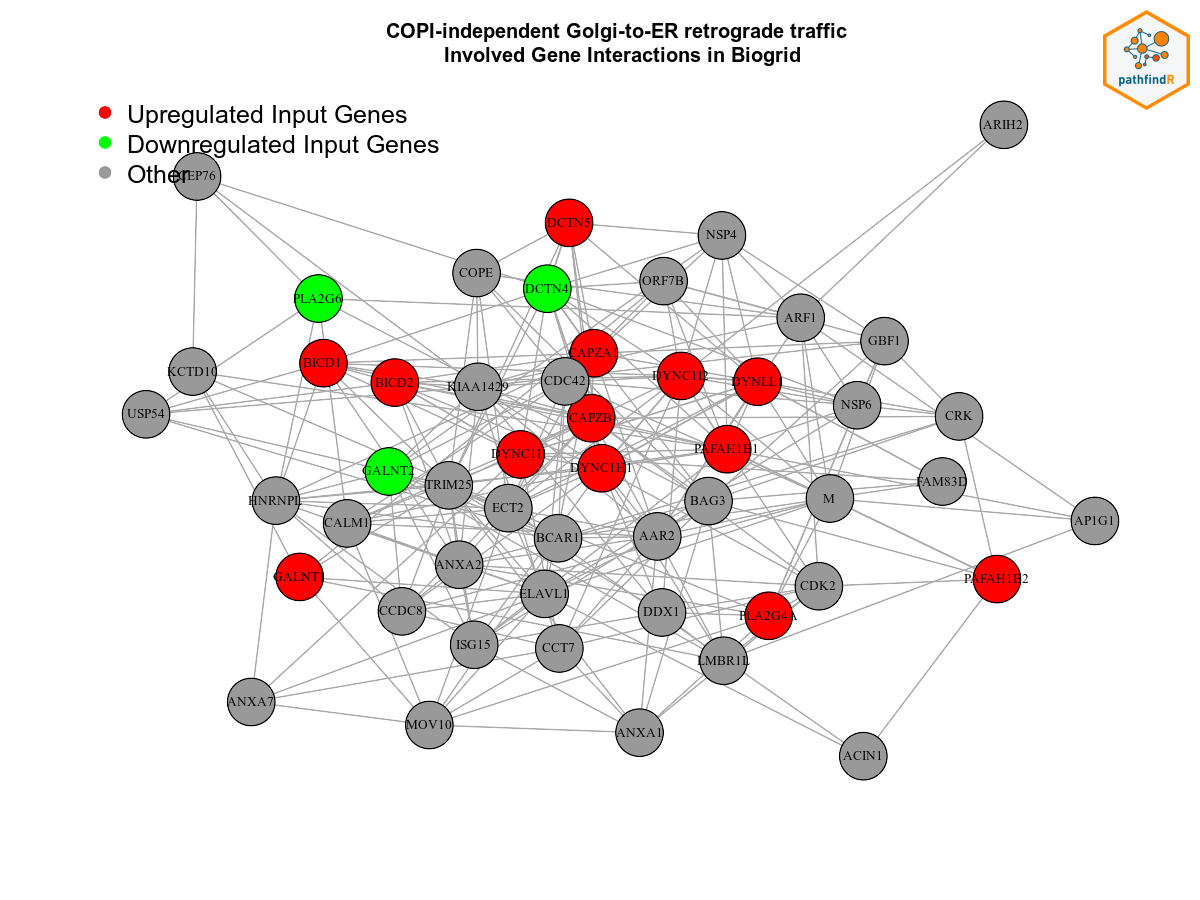 COPI-independent Golgi-to-ER retrograde traffic
Involved Gene Interactions in Biogrid
pathfindR
Upregulated Input Genes
Downregulated Input Genes
Other
CEP76
ARIH2
DCTN5
NSP4
COPE
DCTN4
ORF7B
PLA2G6
ARF1
GBF1
CAPZA1
BICD1
KCTD10
BICD2
KIAA1429
CDC42
DYNC1I2
DYNLL1
NSP6
USP54
CAPZB
CRK
PAFAH1B1
DYNC1I1
DYNC1H1
GALNT2
TRIM25
FAM83D
HNRNPL
BAG3
M
ECT2
CALM1
AP1G1
BCAR1
AAR2
ANXA2
GALNT1
PAFAH1B2
CDK2
ELAVL1
CCDC8
DDX1
PLA2G4A
ISG15
CCT7
LMBR1L
ANXA7
MOV10
ANXA1
ACIN1